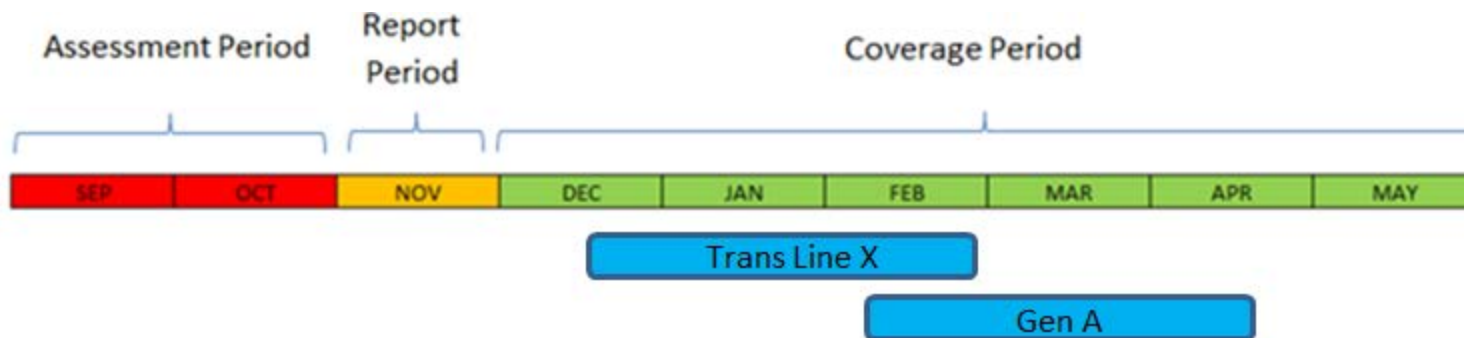 Assessment Period
Report
Period
Coverage Period
SEP OCT NOV DEC JAN FEB MAR APR MAY
Trans Line X
Gen A